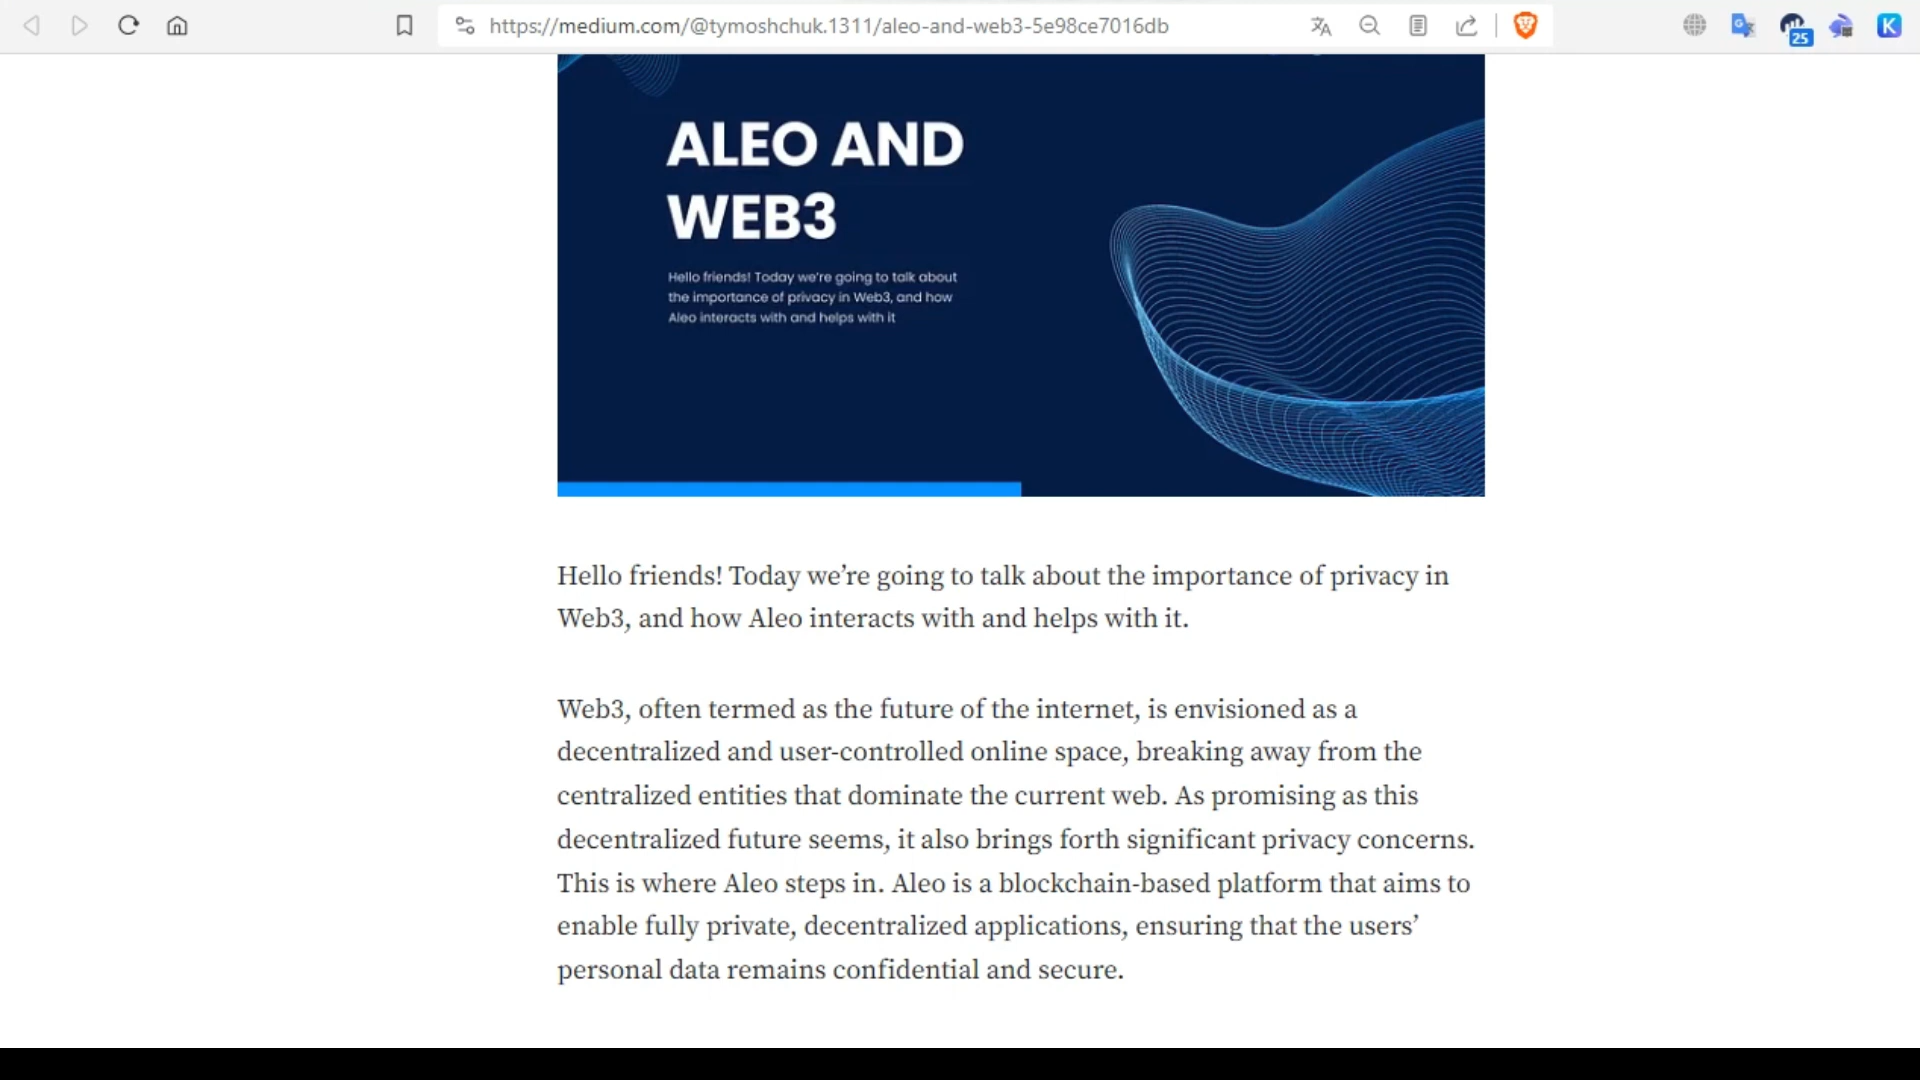 https://medium.com/@tymoshchuk.1311/aleo-and-web3-5e98ce7016db
25
K
ALEO AND
WEB3
Hello friends! Today we're going to talk about
the importance of privacy in Web3, and how
Aleo interacts with and helps with it
Hello friends! Today we’re going to talk about the importance of privacy in
Web3, and how Aleo interacts with and helps with it.
Web3, often termed as the future of the internet, is envisioned as a
decentralized and user-controlled online space, breaking away from the
centralized entities that dominate the current web. As promising as this
decentralized future seems, it also brings forth significant privacy concerns.
This is where Aleo steps in. Aleo is a blockchain-based platform that aims to
enable fully private, decentralized applications, ensuring that the users’
personal data remains confidential and secure.